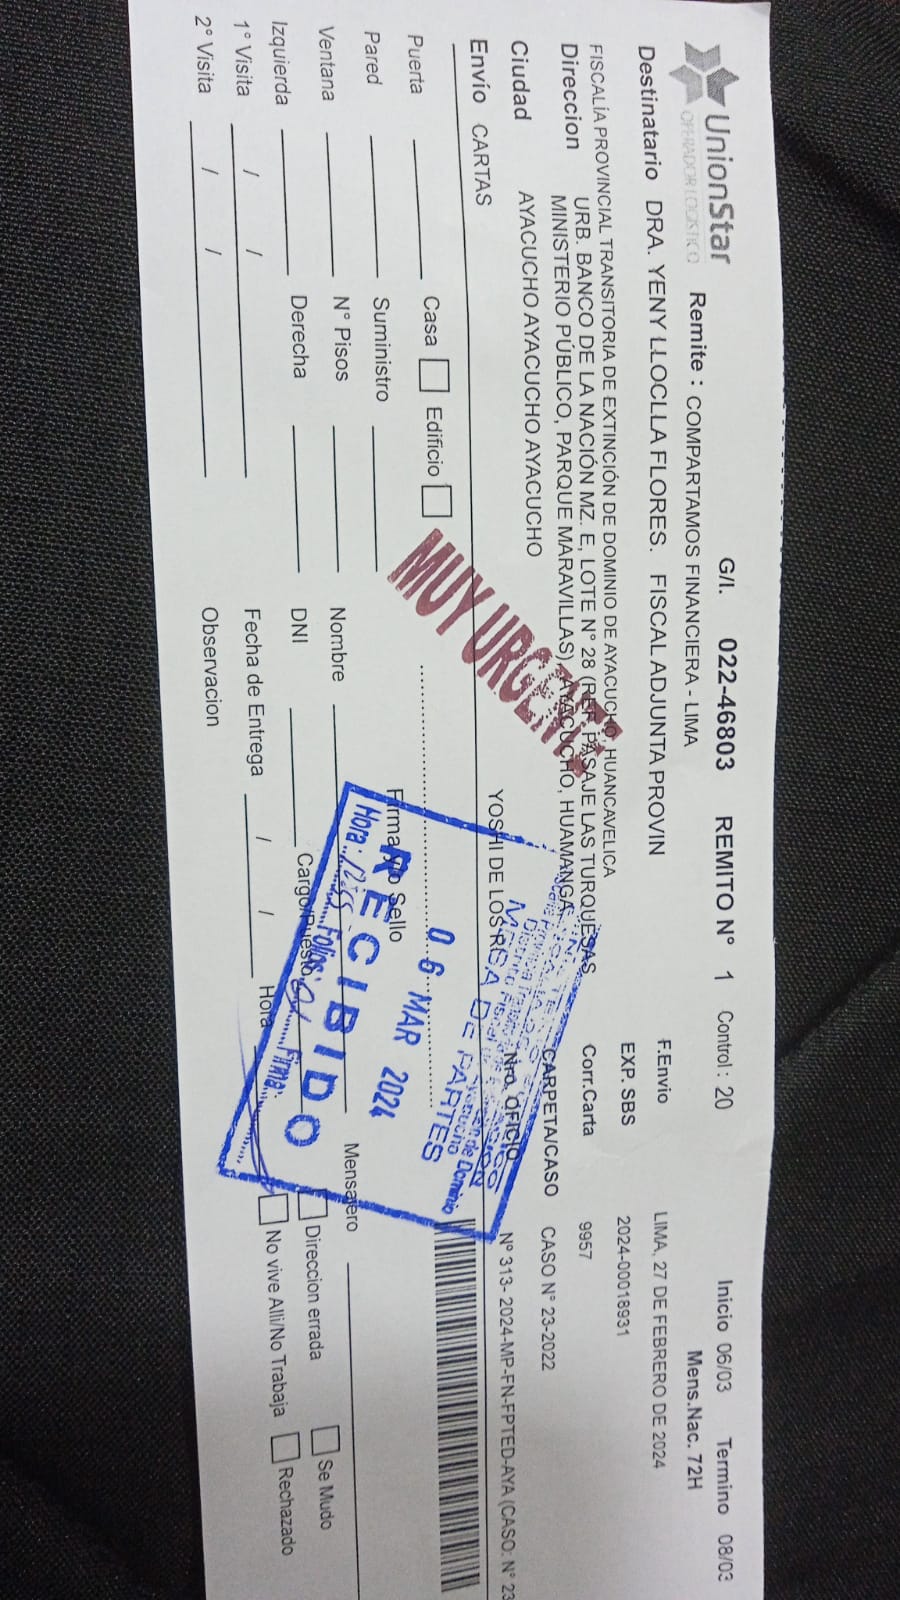 UnionStar
OPERADOR LOGISTICO
G/I. 022-46803 REMITO N° 1 Control : 20 Inicio 06/03 Termino 08/03
Remite : COMPARTAMOS FINANCIERA - LIMA Mens.Nac. 72H
Destinatario DRA. YENY LLOCLLA FLORES. FISCAL ADJUNTA PROVIN
F.Envio LIMA, 27 DE FEBRERO DE 2024
FISCALÍA PROVINCIAL TRANSITORIA DE EXTINCIÓN DE DOMINIO DE AYACUCHO, HUANCAVELICA
EXP. SBS 2024-00018931
Direccion URB. BANCO DE LA NACIÓN MZ. E, LOTE N° 28 (REF. PASAJE LAS TURQUESAS
MINISTERIO PÚBLICO, PARQUE MARAVILLAS) AYACUCHO, HUAMANGA,
Corr.Carta 9957
Ciudad AYACUCHO AYACUCHO AYACUCHO
CARPETA/CASO CASO N° 23-2022
Nro. OFICIO N° 313- 2024-MP-FN-FPTED-AYA (CASO: N° 23
Envío CARTAS YOSHI DE LOS
MUY URGENTE
Puerta Casa Edificio
Pared Suministro Firma y/o Sello
Ventana N° Pisos Nombre Mensajero
Izquierda Derecha DNI Cargo/Puesto Direccion errada Se Mudo
1° Visita / / Fecha de Entrega / / Hora No vive Alli/No Trabaja Rechazado
2° Visita / / Observacion
MESA DE PARTES
06 MAR 2024
RECIBIDO
Hora: 12:55 Folios: 01 Firma: